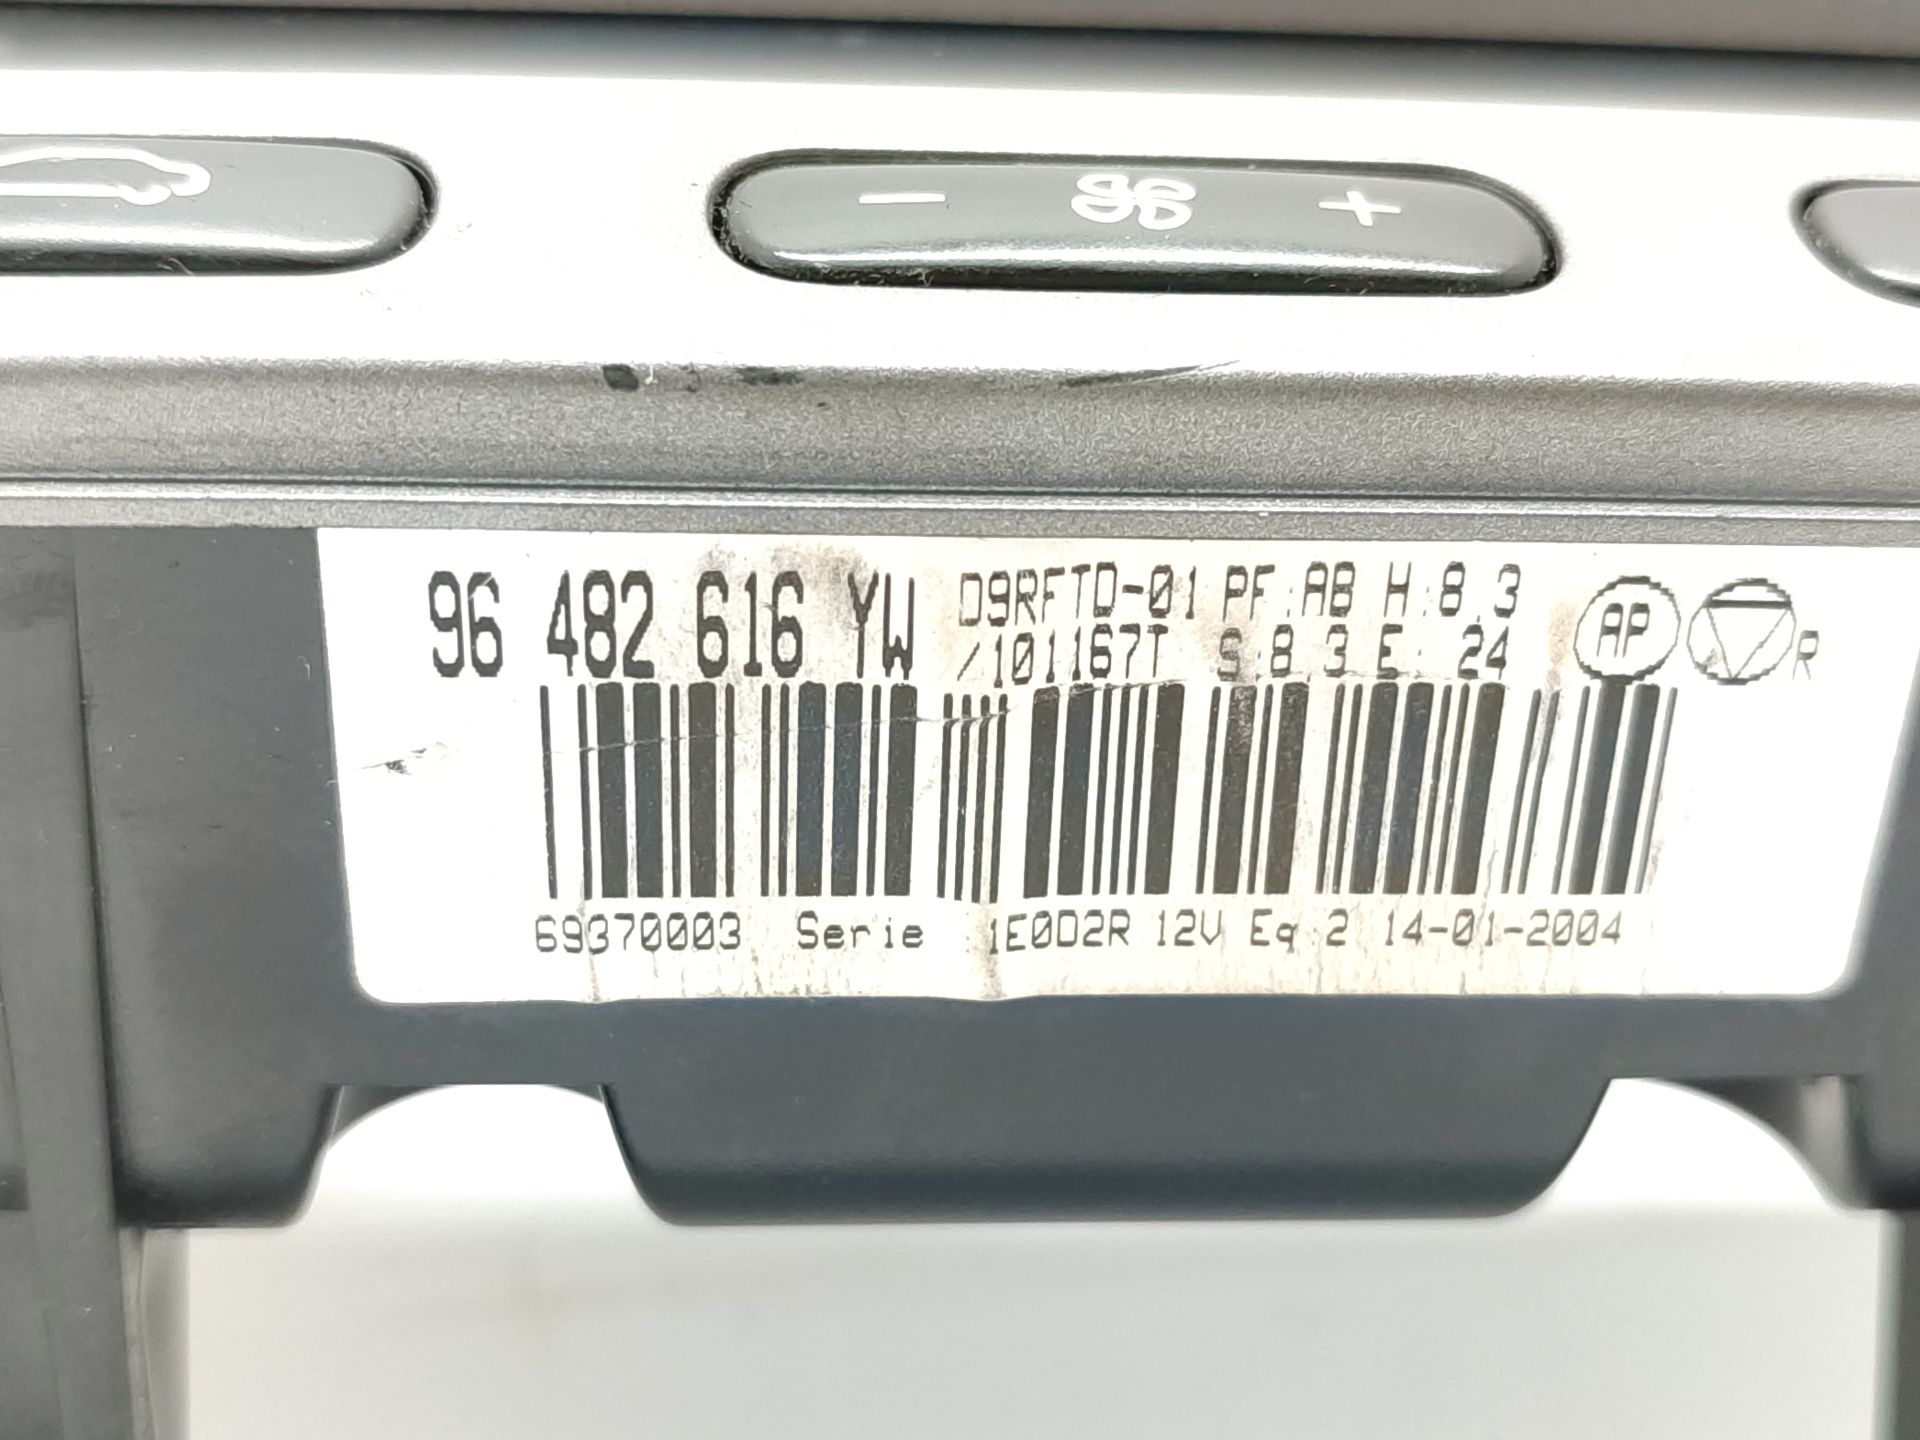 - +
96 482 616 YW D9RFTD-01 PF:AB H:8.3 AP R
/101167T S:8 3 E: 24
69370003 Serie : 1E0D2R 12V Eq:2 14-01-2004